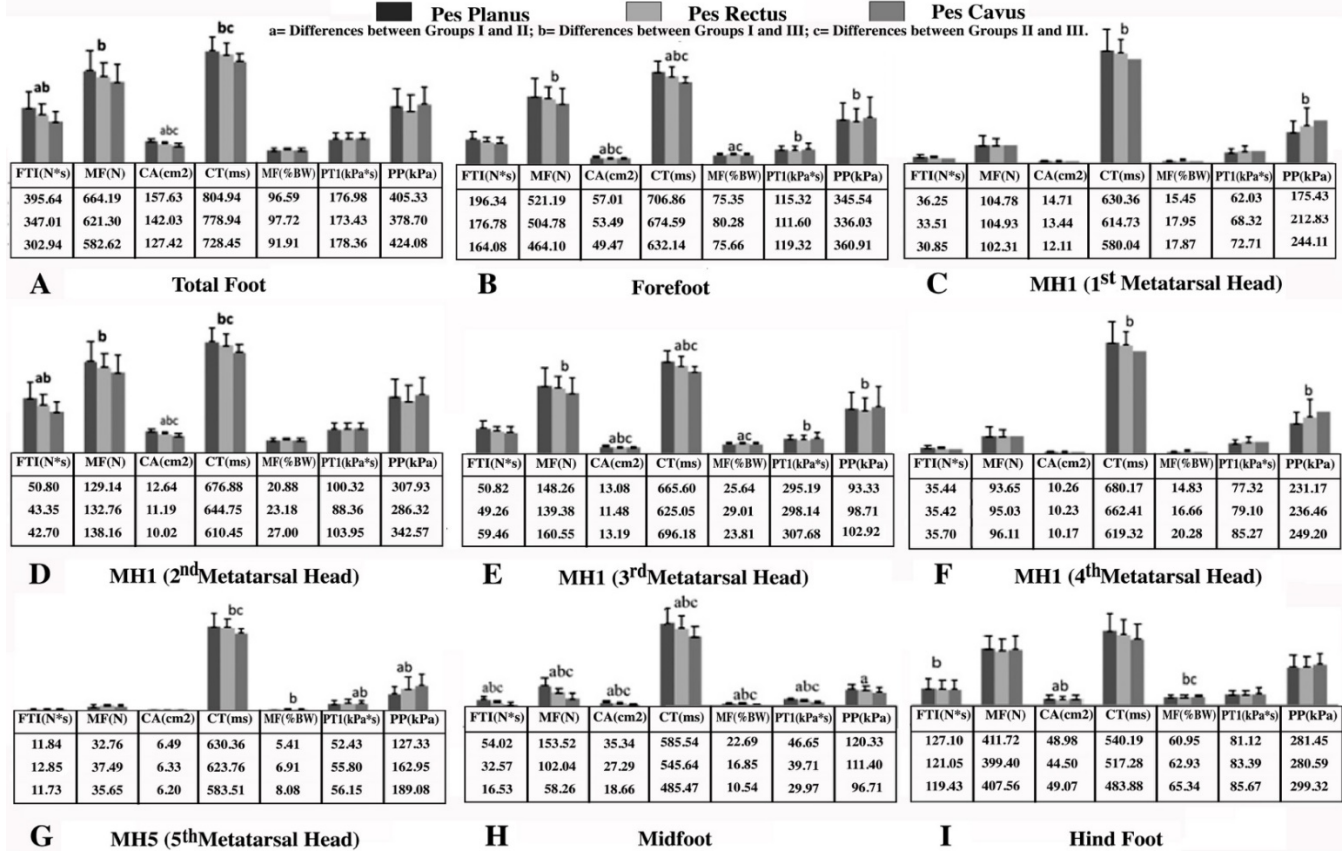 Pes Planus Pes Rectus Pes Cavus
a= Differences between Groups I and II; b= Differences between Groups I and III; c= Differences between Groups II and III.
ab b abc bc
FTI(N*s) MF(N) CA(cm2) CT(ms) MF(%BW) PT1(kPa*s) PP(kPa)
395.64 664.19 157.63 804.94 96.59 176.98 405.33
347.01 621.30 142.03 778.94 97.72 173.43 378.70
302.94 582.62 127.42 728.45 91.91 178.36 424.08
A Total Foot
b abc abc ac b b
FTI(N*s) MF(N) CA(cm2) CT(ms) MF(%BW) PT1(kPa*s) PP(kPa)
196.34 521.19 57.01 706.86 75.35 115.32 345.54
176.78 504.78 53.49 674.59 80.28 111.60 336.03
164.08 464.10 49.47 632.14 75.66 119.32 360.91
B Forefoot
b b
FTI(N*s) MF(N) CA(cm2) CT(ms) MF(%BW) PT1(kPa*s) PP(kPa)
36.25 104.78 14.71 630.36 15.45 62.03 175.43
33.51 104.93 13.44 614.73 17.95 68.32 212.83
30.85 102.31 12.11 580.04 17.87 72.71 244.11
C MH1 (1st Metatarsal Head)
ab b abc bc
FTI(N*s) MF(N) CA(cm2) CT(ms) MF(%BW) PT1(kPa*s) PP(kPa)
50.80 129.14 12.64 676.88 20.88 100.32 307.93
43.35 132.76 11.19 644.75 23.18 88.36 286.32
42.70 138.16 10.02 610.45 27.00 103.95 342.57
D MH1 (2nd Metatarsal Head)
b abc abc ac b b
FTI(N*s) MF(N) CA(cm2) CT(ms) MF(%BW) PT1(kPa*s) PP(kPa)
50.82 148.26 13.08 665.60 25.64 295.19 93.33
49.26 139.38 11.48 625.05 29.01 298.14 98.71
59.46 160.55 13.19 696.18 23.81 307.68 102.92
E MH1 (3rd Metatarsal Head)
b b
FTI(N*s) MF(N) CA(cm2) CT(ms) MF(%BW) PT1(kPa*s) PP(kPa)
35.44 93.65 10.26 680.17 14.83 77.32 231.17
35.42 95.03 10.23 662.41 16.66 79.10 236.46
35.70 96.11 10.17 619.32 20.28 85.27 249.20
F MH1 (4th Metatarsal Head)
bc b ab ab
FTI(N*s) MF(N) CA(cm2) CT(ms) MF(%BW) PT1(kPa*s) PP(kPa)
11.84 32.76 6.49 630.36 5.41 52.43 127.33
12.85 37.49 6.33 623.76 6.91 55.80 162.95
11.73 35.65 6.20 583.51 8.08 56.15 189.08
G MH5 (5th Metatarsal Head)
abc abc abc abc abc abc a
FTI(N*s) MF(N) CA(cm2) CT(ms) MF(%BW) PT1(kPa*s) PP(kPa)
54.02 153.52 35.34 585.54 22.69 46.65 120.33
32.57 102.04 27.29 545.64 16.85 39.71 111.40
16.53 58.26 18.66 485.47 10.54 29.97 96.71
H Midfoot
b ab bc
FTI(N*s) MF(N) CA(cm2) CT(ms) MF(%BW) PT1(kPa*s) PP(kPa)
127.10 411.72 48.98 540.19 60.95 81.12 281.45
121.05 399.40 44.50 517.28 62.93 83.39 280.59
119.43 407.56 49.07 483.88 65.34 85.67 299.32
I Hind Foot